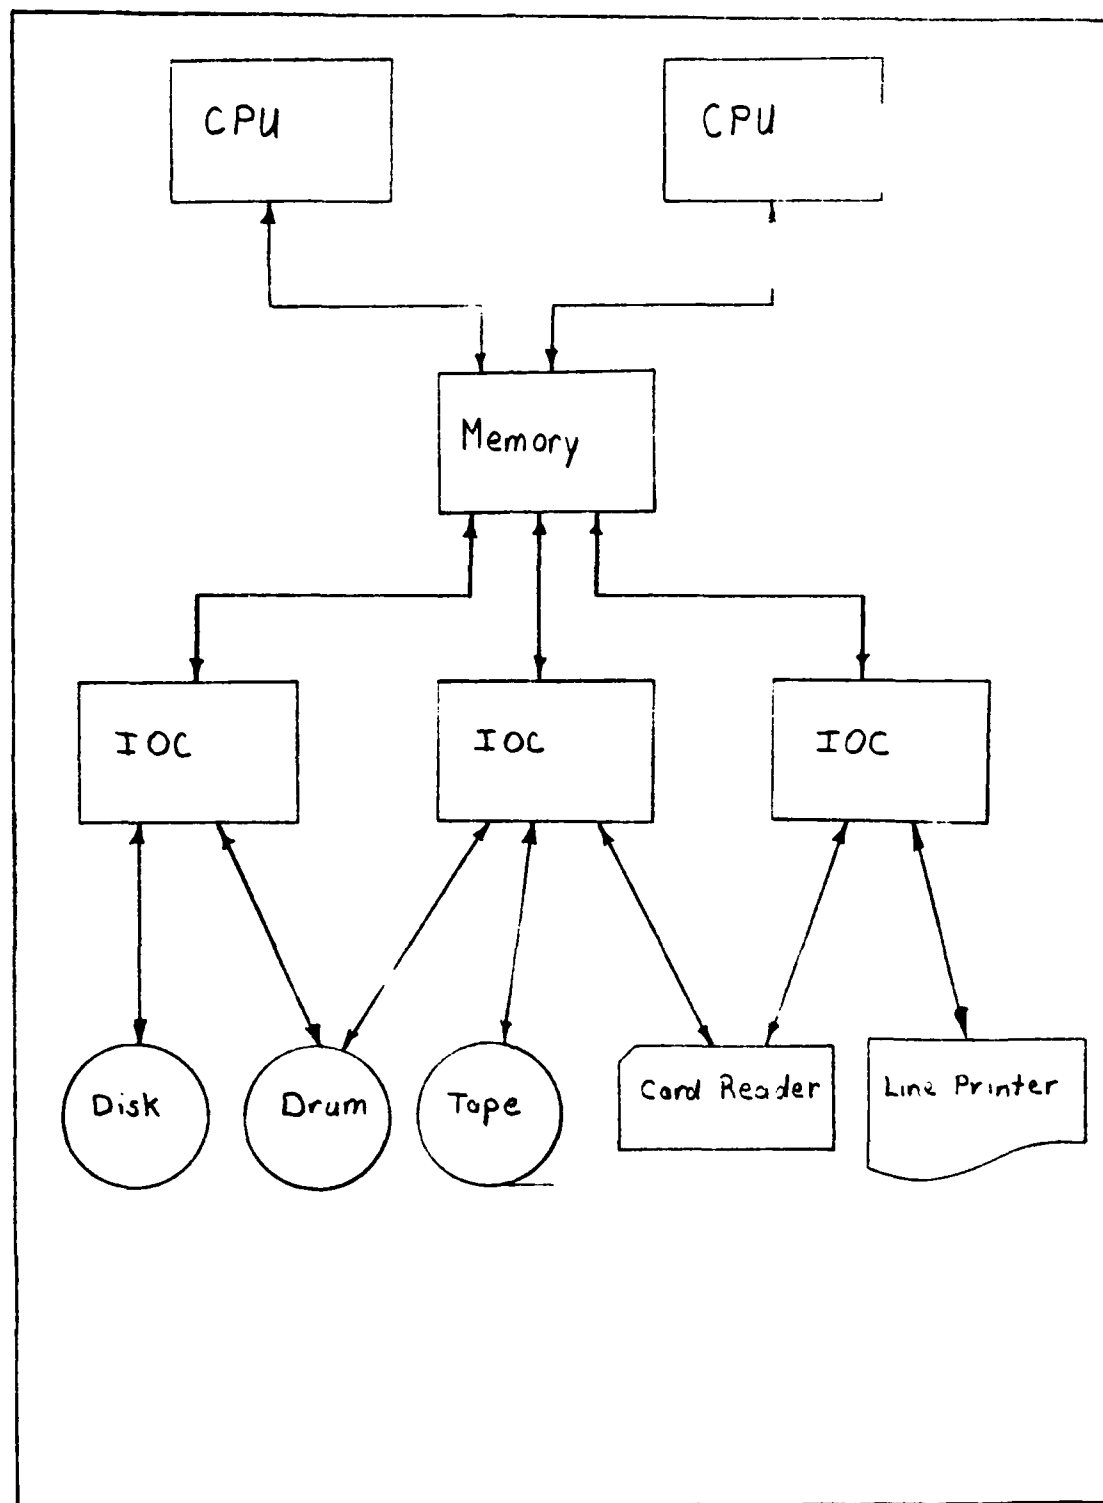 CPU
CPU
Memory
IOC
IOC
IOC
Disk
Drum
Tape
Card Reader
Line Printer